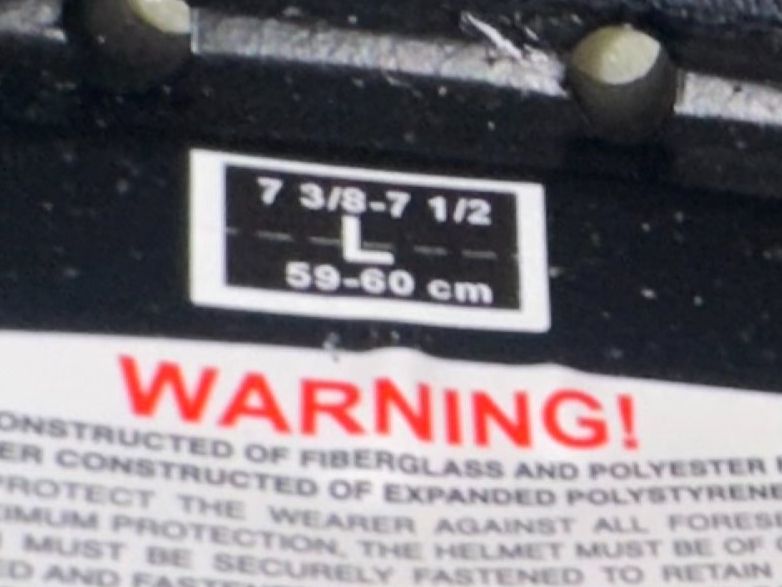 7 3/8-7 1/2
L
59-60 cm
WARNING!
CONSTRUCTED OF FIBERGLASS AND POLYESTER
CONSTRUCTED OF EXPANDED
PROTECT THE WEARER AGAINST ALL
PROTECTION, THE HELMET MUST BE OF
MUST BE SECURELY FASTENED TO RETAIN
AND